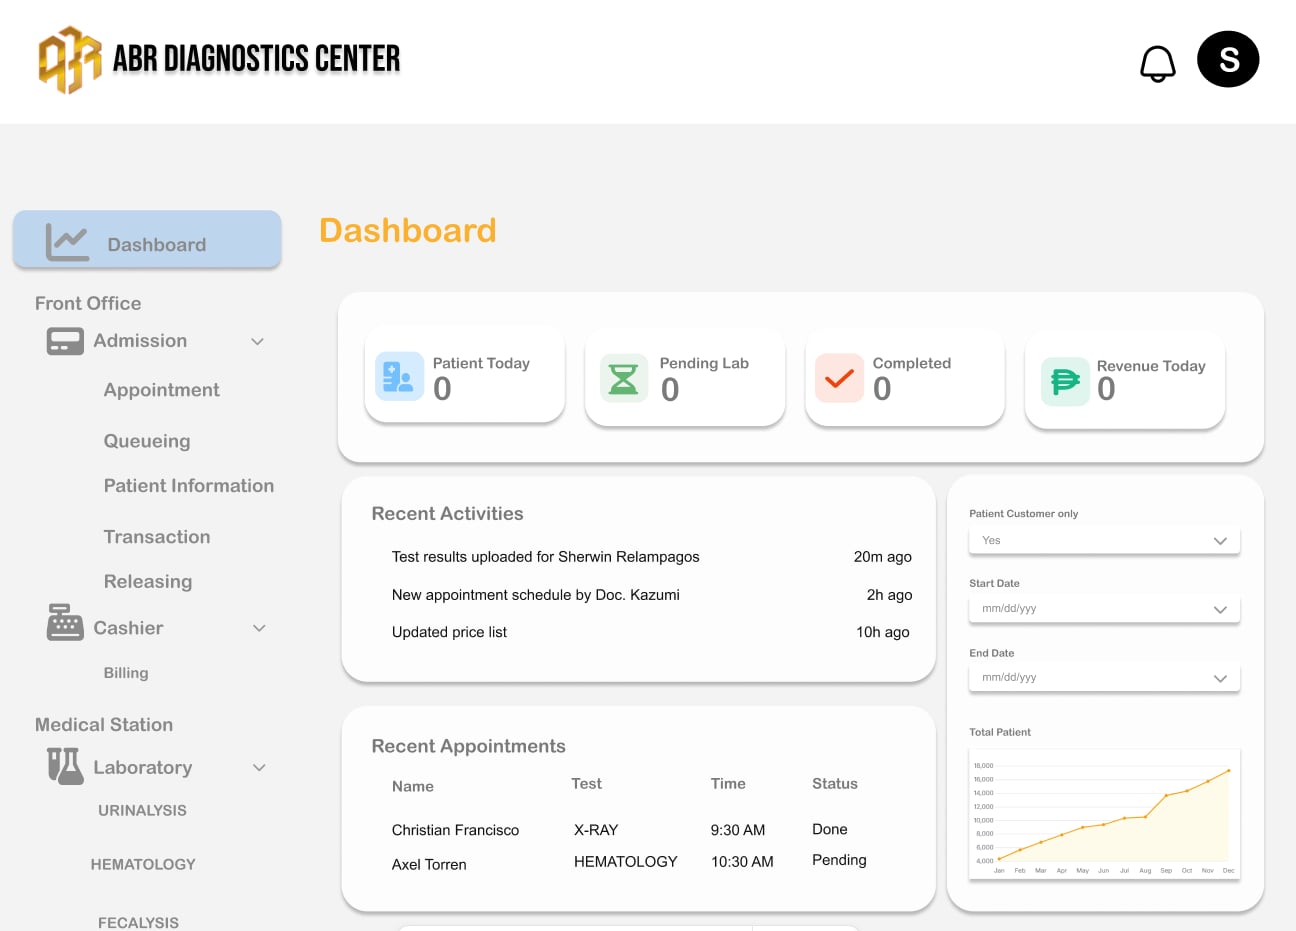 ABR DIAGNOSTICS CENTER
S
Dashboard
Front Office
Admission
Appointment
Queueing
Patient Information
Transaction
Releasing
Cashier
Billing
Medical Station
Laboratory
URINALYSIS
HEMATOLOGY
FECALYSIS
Dashboard
Patient Today
0
Pending Lab
0
Completed
0
Revenue Today
0
Recent Activities
Test results uploaded for Sherwin Relampagos 20m ago
New appointment schedule by Doc. Kazumi 2h ago
Updated price list 10h ago
Recent Appointments
Name Test Time Status
Christian Francisco X-RAY 9:30 AM Done
Axel Torren HEMATOLOGY 10:30 AM Pending
Patient Customer only
Yes
Start Date
mm/dd/yyy
End Date
mm/dd/yyy
Total Patient
18,000
16,000
14,000
12,000
10,000
8,000
6,000
4,000
Jan Feb Mar Apr May Jun Jul Aug Sep Oct Nov Dec